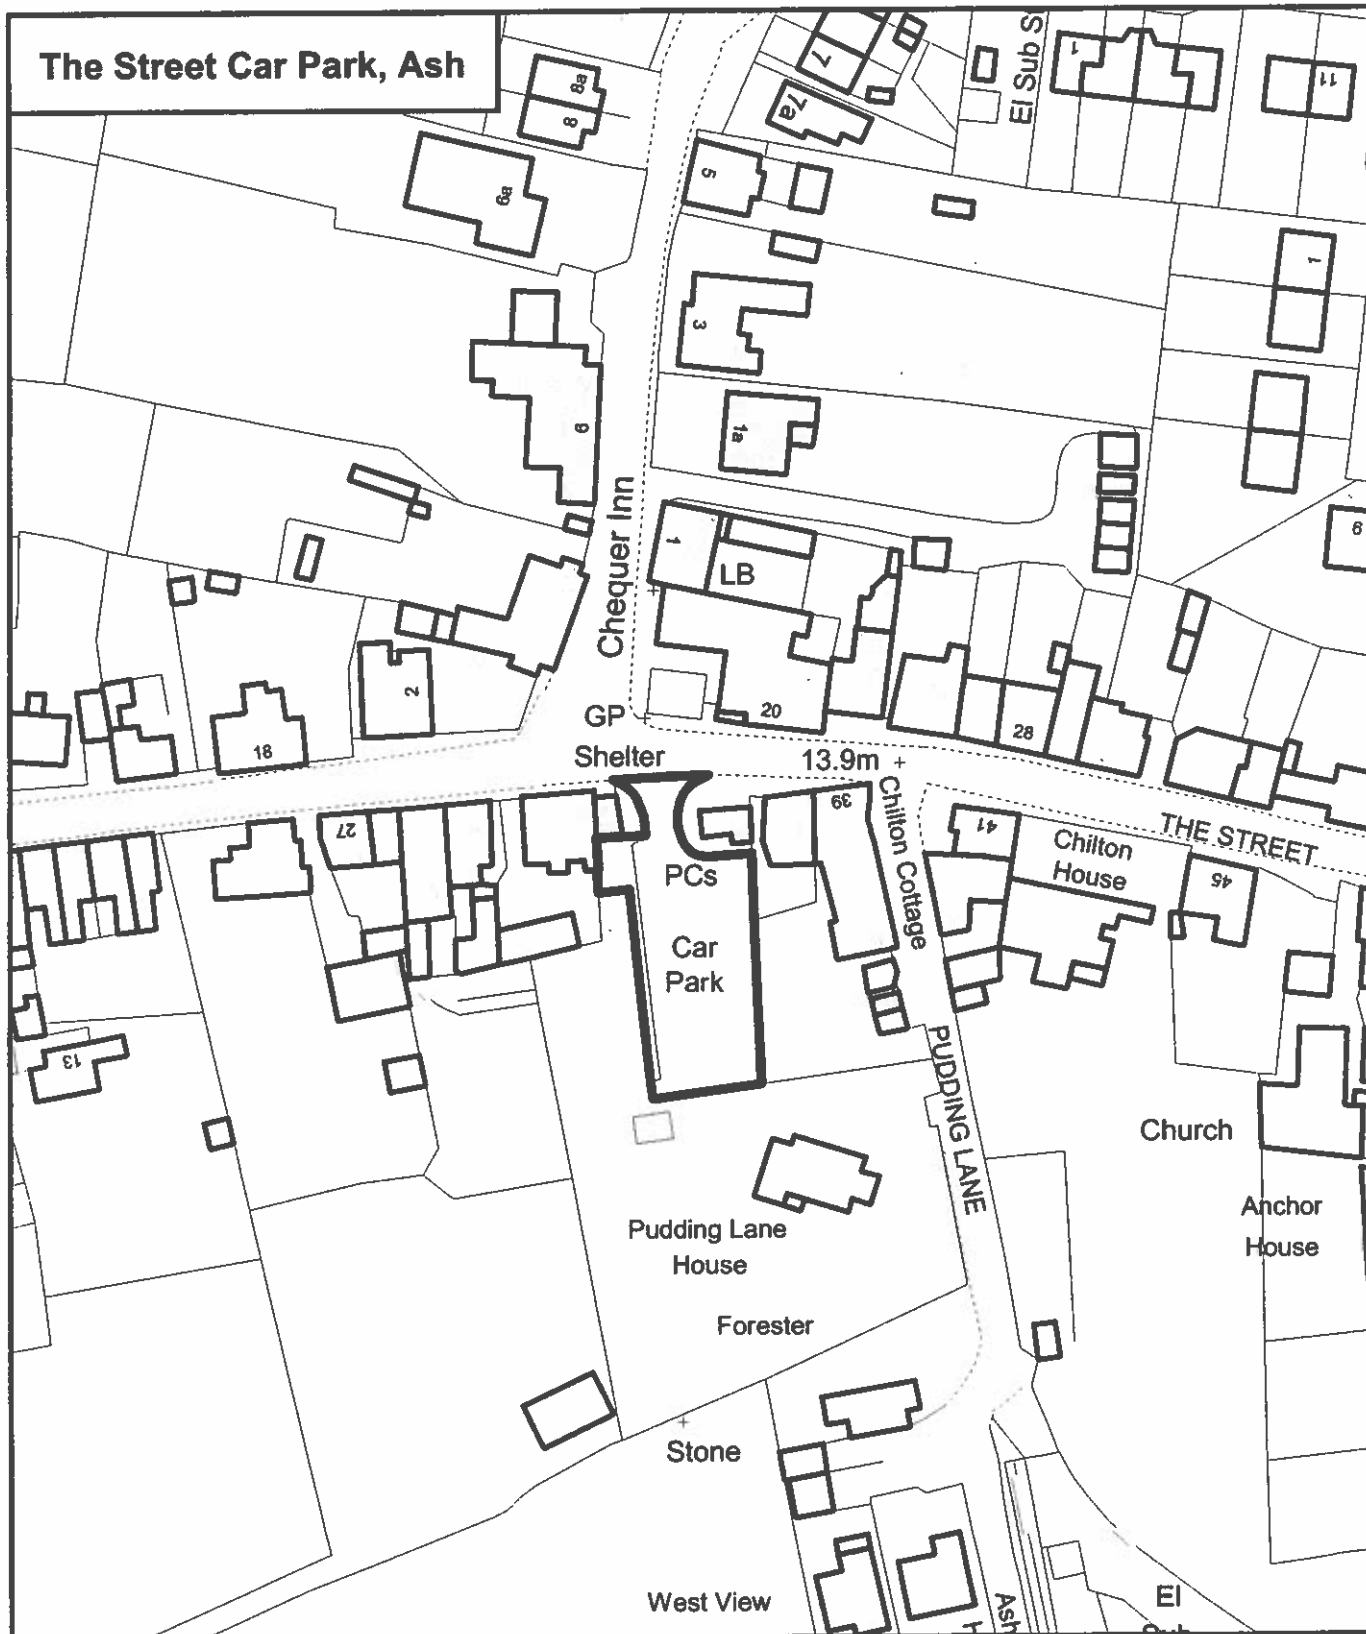 The Street Car Park, Ash
8a
8
8g
7
7a
El Sub S
1
11
5
3
1
9
1a
Chequer Inn
1
LB
9
2
GP
20
28
18
Shelter
13.9m
THE STREET
27
39
Chilton Cottage
41
Chilton
House
45
PCs
Car
Park
13
PUDDING LANE
Church
Anchor
House
Pudding Lane
House
Forester
Stone
West View
Ash
H
El